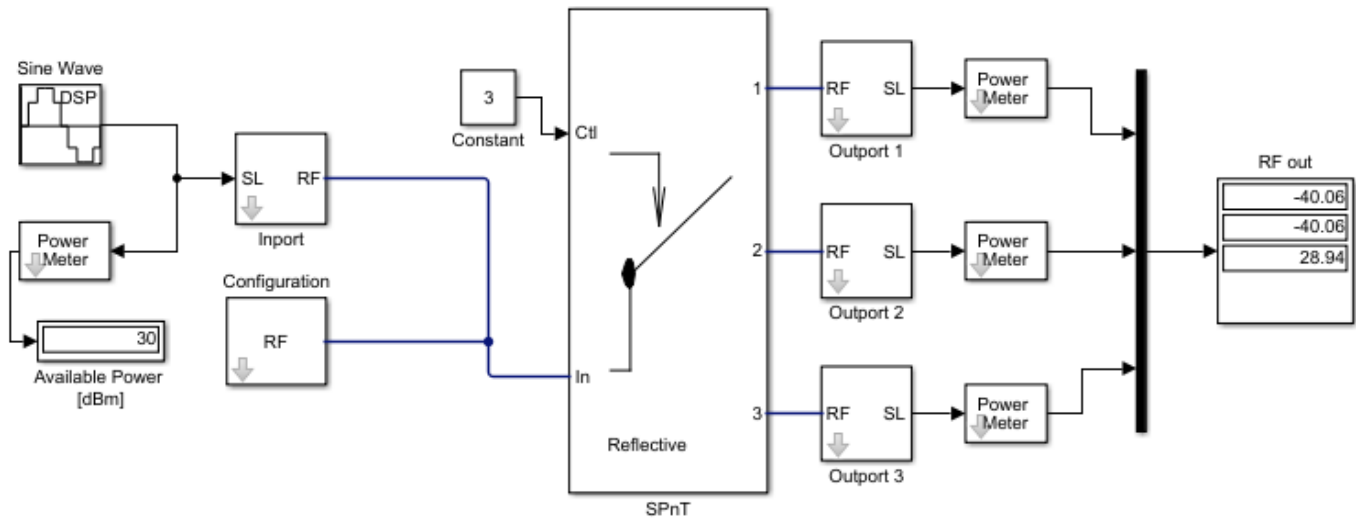 Sine Wave
DSP
Power
Meter
30
Available Power
[dBm]
SL RF
Inport
Configuration
RF
3
Constant
Ctl
In
1
2
3
Reflective
SPnT
RF SL
Outport 1
RF SL
Outport 2
RF SL
Outport 3
Power
Meter
Power
Meter
Power
Meter
RF out
-40.06
-40.06
28.94